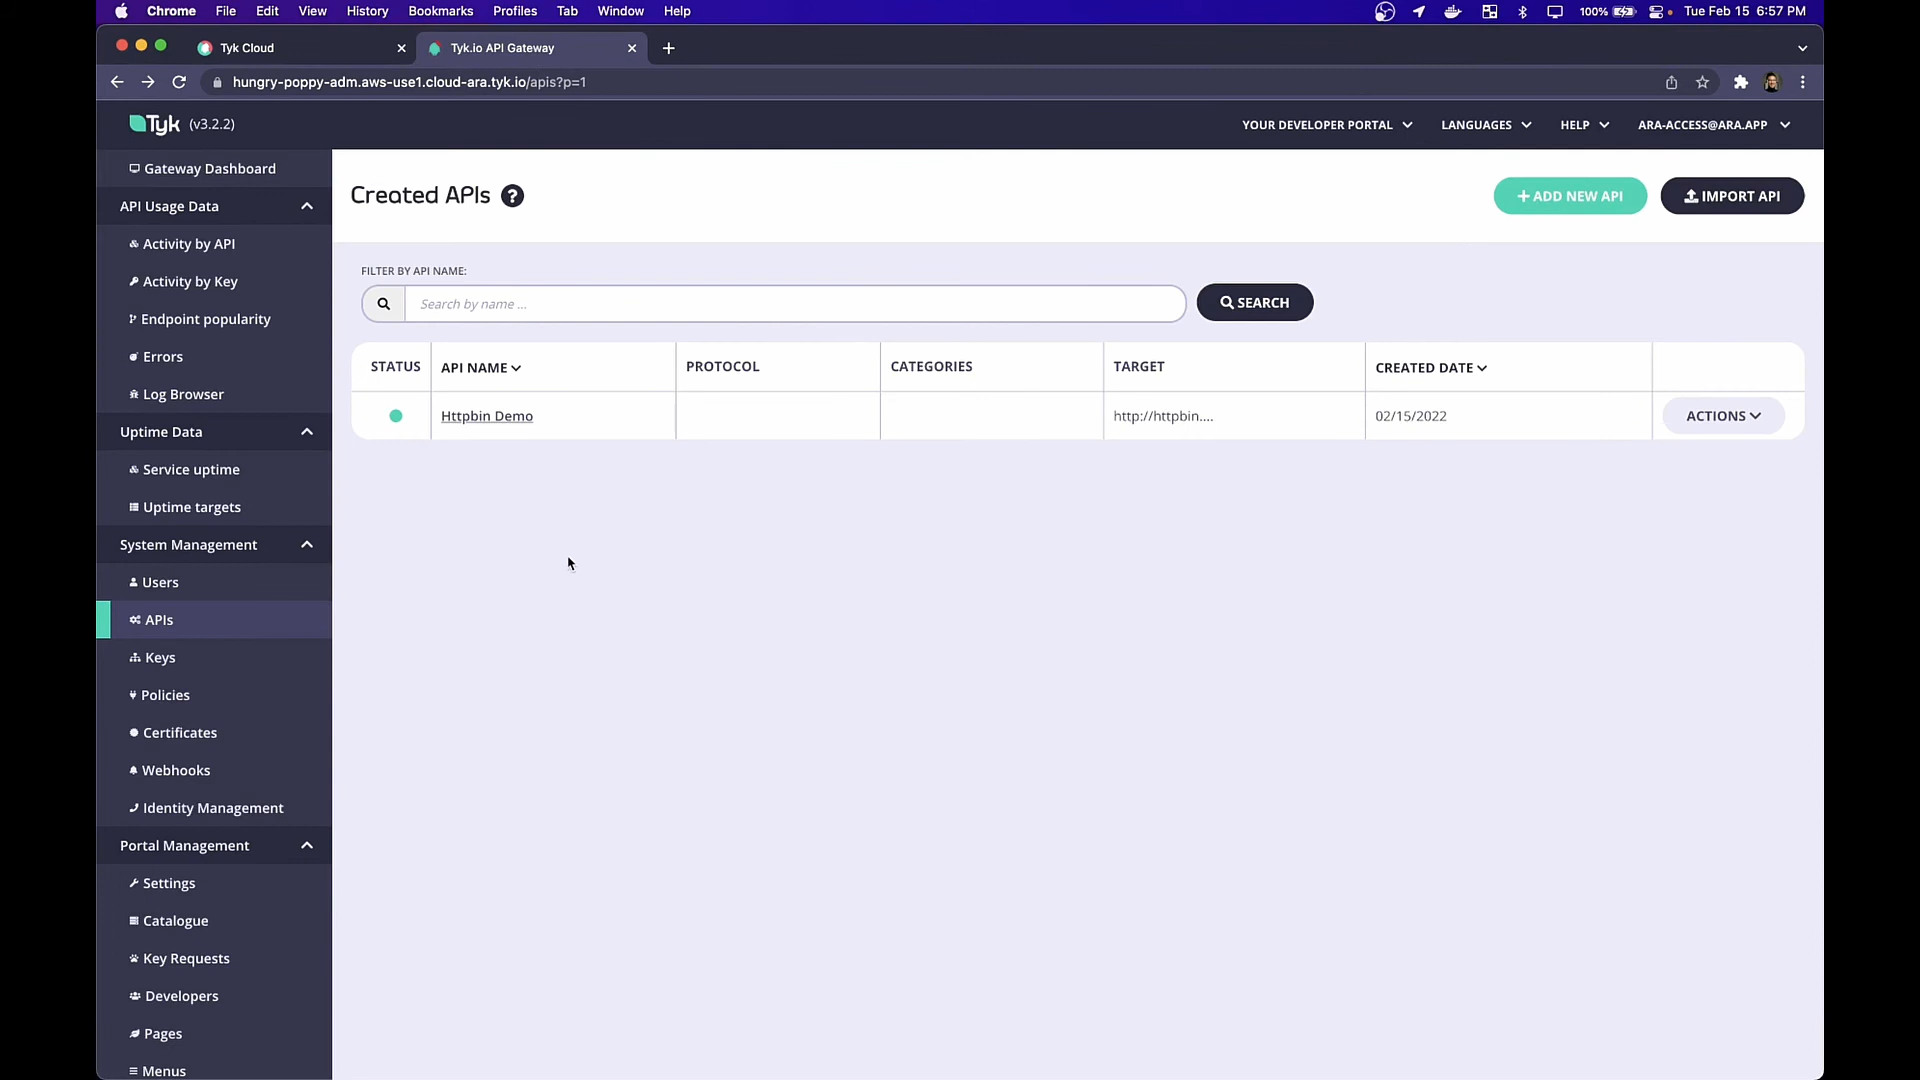 Chrome File Edit View History Bookmarks Profiles Tab Window Help 100% Tue Feb 15 6:57 PM
Tyk Cloud
Tyk.io API Gateway
hungry-poppy-adm.aws-use1.cloud-ara.tyk.io/apis?p=1
Tyk (v3.2.2)
YOUR DEVELOPER PORTAL
LANGUAGES
HELP
ARA-ACCESS@ARA.APP
Gateway Dashboard
API Usage Data
Activity by API
Activity by Key
Endpoint popularity
Errors
Log Browser
Uptime Data
Service uptime
Uptime targets
System Management
Users
APIs
Keys
Policies
Certificates
Webhooks
Identity Management
Portal Management
Settings
Catalogue
Key Requests
Developers
Pages
Menus
Created APIs ?
+ ADD NEW API
IMPORT API
FILTER BY API NAME:
Search by name ...
SEARCH
STATUS API NAME PROTOCOL CATEGORIES TARGET CREATED DATE
Httpbin Demo http://httpbin.... 02/15/2022 ACTIONS